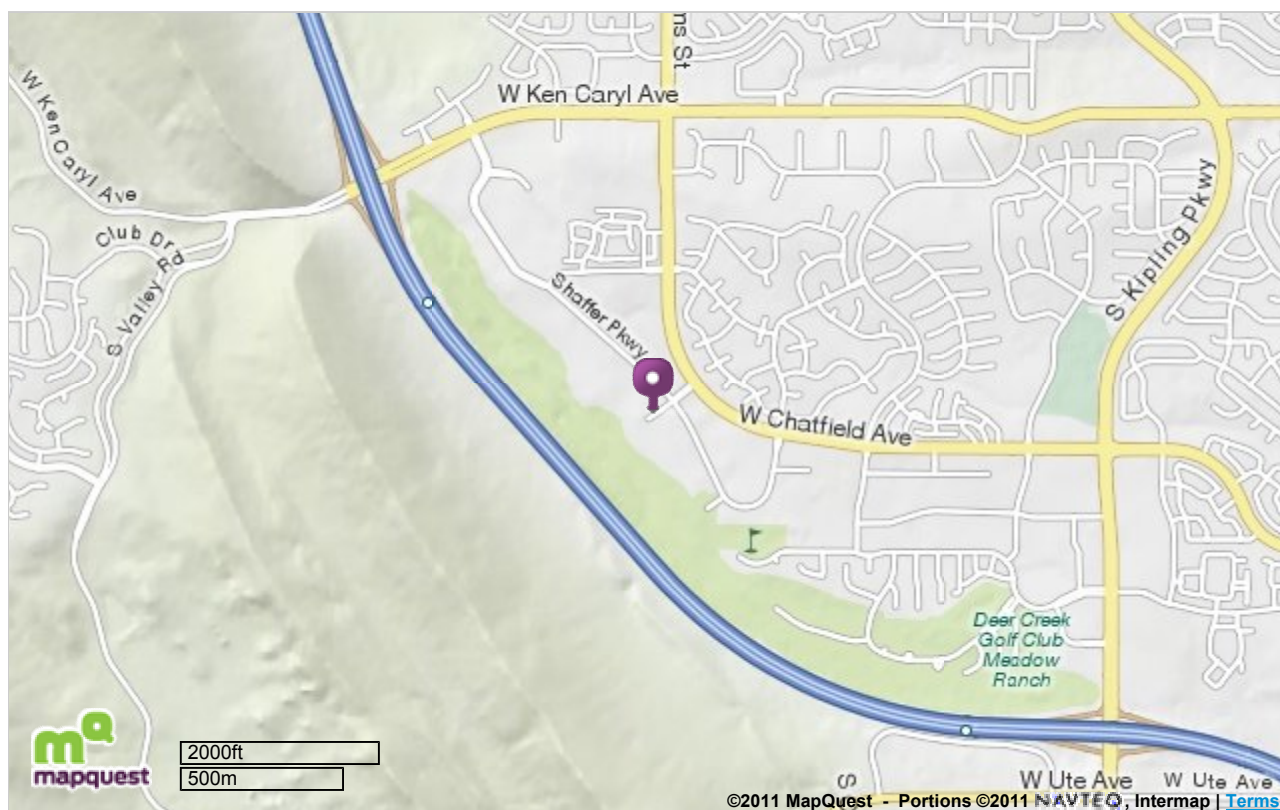 ns St
W Ken Caryl Ave
W Ken Caryl Ave
Club Dr
Rd
S Valley
S Kipling Pkwy
Shaffer Pkwy
W Chatfield Ave
Deer Creek
Golf Club
Meadow
Ranch
mQ
mapquest
2000ft
500m
S
W Ute Ave
W Ute Ave
©2011 MapQuest - Portions ©2011 NAVTEQ, Intermap | Terms